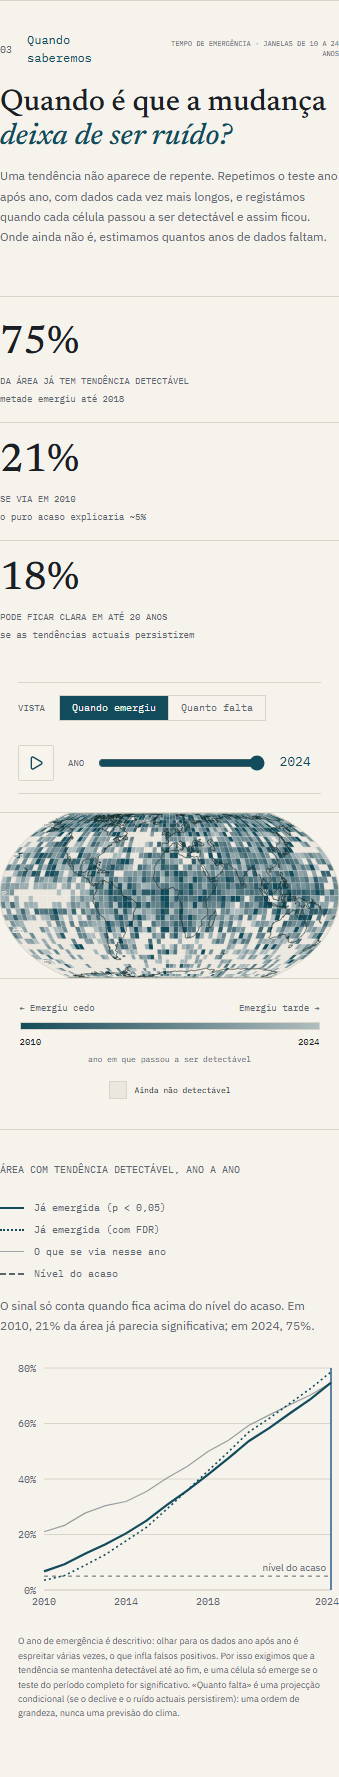 03
Quando
saberemos
TEMPO DE EMERGÊNCIA · JANELAS DE 10 A 24
ANOS
Quando é que a mudança
deixa de ser ruído?
Uma tendência não aparece de repente. Repetimos o teste ano
após ano, com dados cada vez mais longos, e registámos
quando cada célula passou a ser detectável e assim ficou.
Onde ainda não é, estimamos quantos anos de dados faltam.
75%
DA ÁREA JÁ TEM TENDÊNCIA DETECTÁVEL
metade emergiu até 2018
21%
SE VIA EM 2010
o puro acaso explicaria ~5%
18%
PODE FICAR CLARA EM ATÉ 20 ANOS
se as tendências actuais persistirem
VISTA Quando emergiu Quanto falta
ANO 2024
← Emergiu cedo Emergiu tarde →
2010 2024
ano em que passou a ser detectável
Ainda não detectável
ÁREA COM TENDÊNCIA DETECTÁVEL, ANO A ANO
Já emergida (p < 0,05)
Já emergida (com FDR)
O que se via nesse ano
Nível do acaso
O sinal só conta quando fica acima do nível do acaso. Em
2010, 21% da área já parecia significativa; em 2024, 75%.
80%
60%
40%
20%
nível do acaso
0%
2010 2014 2018 2024
O ano de emergência é descritivo: olhar para os dados ano após ano é
espreitar várias vezes, o que infla falsos positivos. Por isso exigimos que a
tendência se mantenha detectável até ao fim, e uma célula só emerge se o
teste do período completo for significativo. «Quanto falta» é uma projecção
condicional (se o declive e o ruído actuais persistirem): uma ordem de
grandeza, nunca uma previsão do clima.